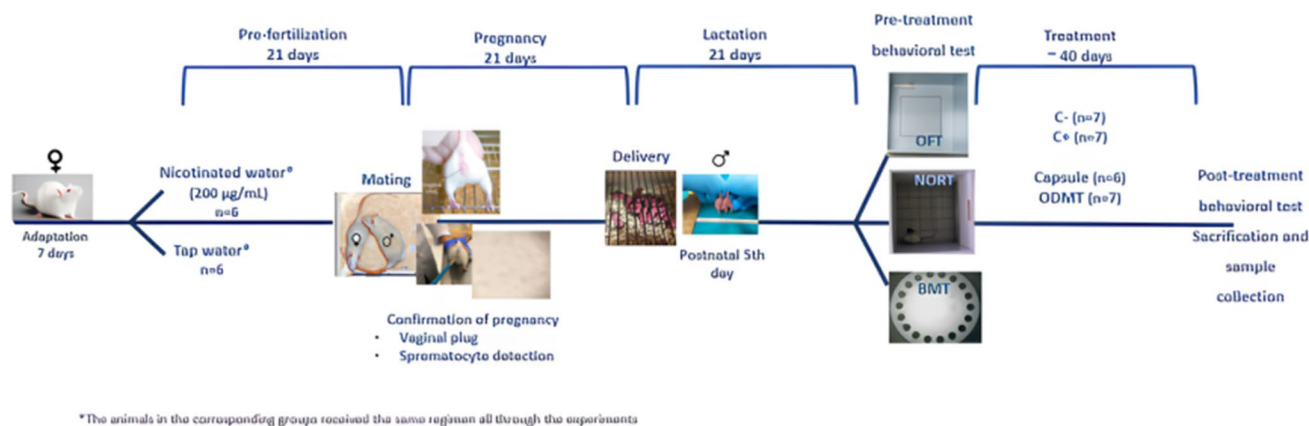 Pre-fertilization
21 days
Pregnancy
21 days
Lactation
21 days
Pre-treatment
behavioral test
Treatment
~ 40 days
♀
Adaptation
7 days
Nicotinated water*
(200 µg/mL)
n=6
Tap water*
n=6
Mating
♀ ♂
Confirmation of pregnancy
• Vaginal plug
• Spromatocyte detection
Delivery
♂
Postnatal 5th
day
OFT
NORT
BMT
C- (n=7)
C+ (n=7)
Capsule (n=6)
ODMT (n=7)
Post-treatment
behavioral test
Sacrification and
sample
collection
*The animals in the corresponding groups received the same regimen all through the experiments